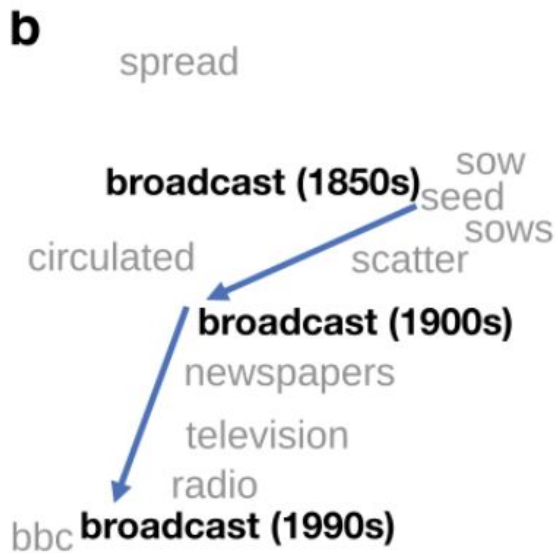 b
spread
sow
broadcast (1850s)
seed
sows
circulated
scatter
broadcast (1900s)
newspapers
television
radio
bbc broadcast (1990s)